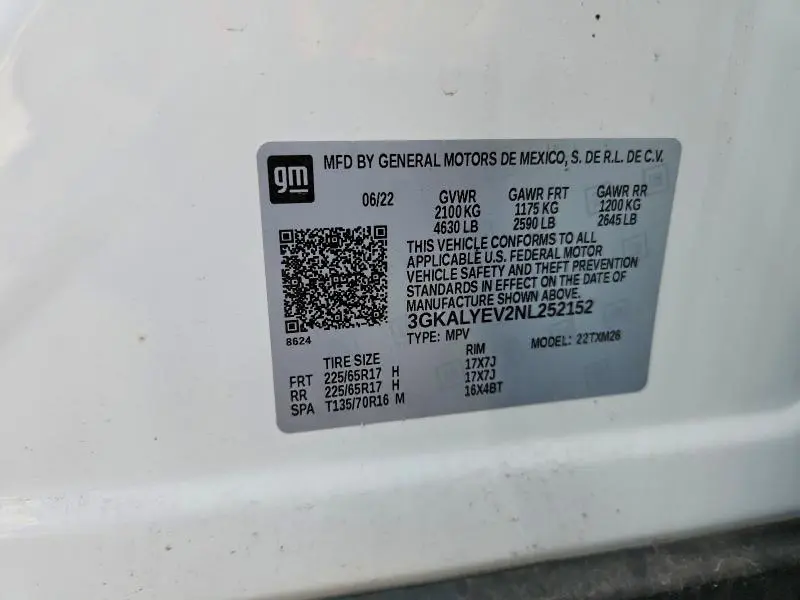 gm
MFD BY GENERAL MOTORS DE MEXICO, S. DE R.L. DE C.V.
06/22 GVWR GAWR FRT GAWR RR
2100 KG 1175 KG 1200 KG
4630 LB 2590 LB 2645 LB
THIS VEHICLE CONFORMS TO ALL
APPLICABLE U.S. FEDERAL MOTOR
VEHICLE SAFETY AND THEFT PREVENTION
STANDARDS IN EFFECT ON THE DATE OF
MANUFACTURE SHOWN ABOVE.
3GKALYEV2NL252152
8624
TYPE: MPV MODEL: 22TXM26
TIRE SIZE RIM
FRT 225/65R17 H 17X7J
RR 225/65R17 H 17X7J
SPA T135/70R16 M 16X4BT